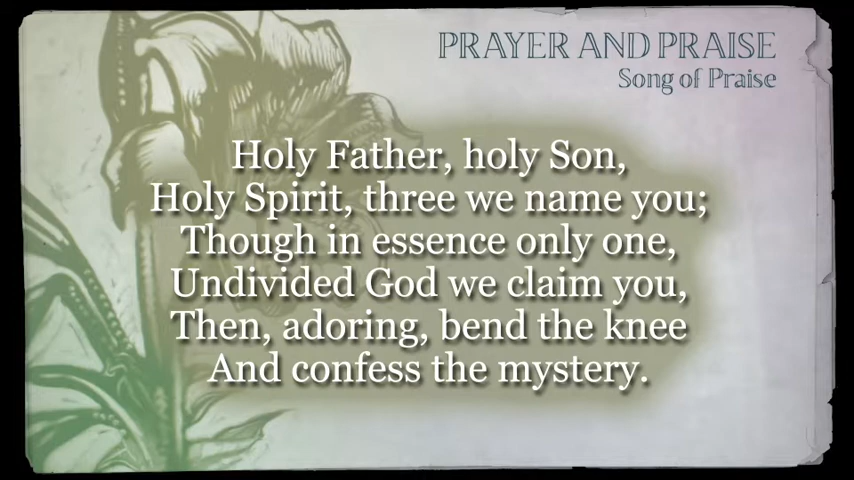 PRAYER AND PRAISE
Song of Praise
Holy Father, holy Son,
Holy Spirit, three we name you;
Though in essence only one,
Undivided God we claim you,
Then, adoring, bend the knee
And confess the mystery.